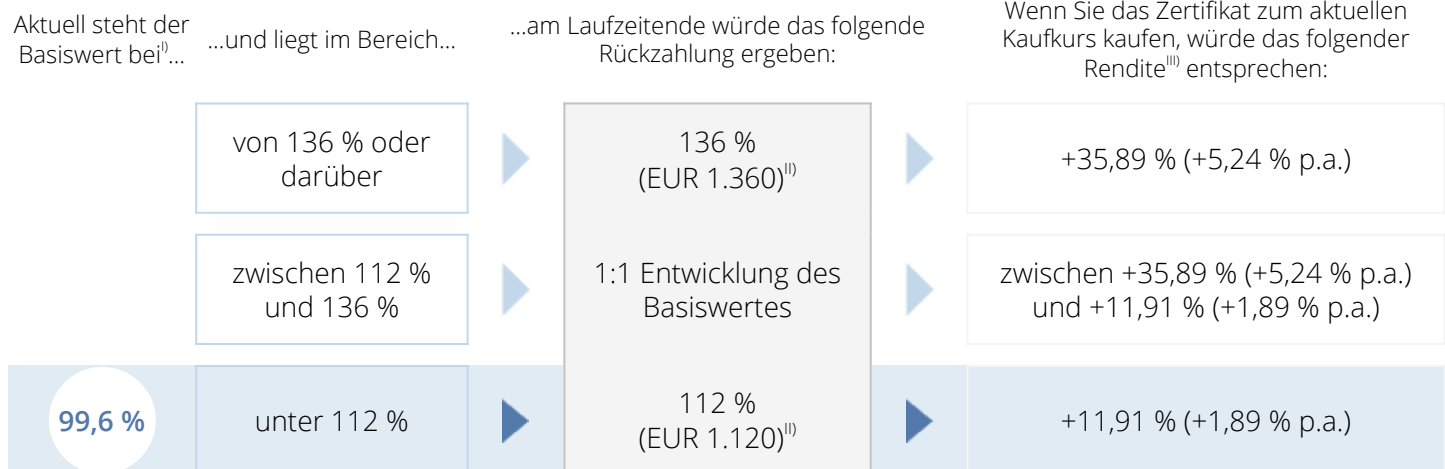 Aktuell steht der
Basiswert bei^I)...
...und liegt im Bereich...
...am Laufzeitende würde das folgende
Rückzahlung ergeben:
Wenn Sie das Zertifikat zum aktuellen
Kaufkurs kaufen, würde das folgender
Rendite^III) entsprechen:
von 136 % oder
darüber
136 %
(EUR 1.360)^II)
+35,89 % (+5,24 % p.a.)
zwischen 112 %
und 136 %
1:1 Entwicklung des
Basiswertes
zwischen +35,89 % (+5,24 % p.a.)
und +11,91 % (+1,89 % p.a.)
99,6 %
unter 112 %
112 %
(EUR 1.120)^II)
+11,91 % (+1,89 % p.a.)